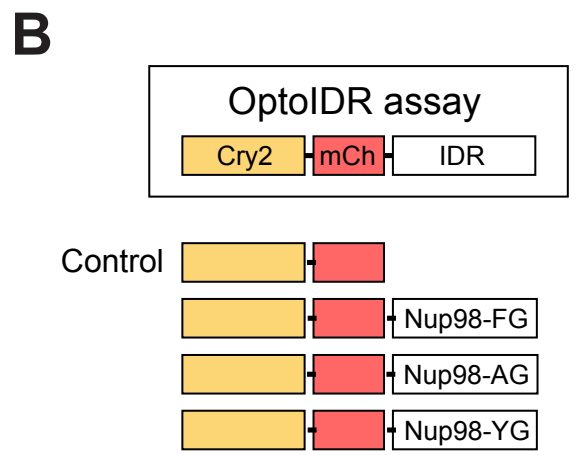 B
OptoIDR assay
Cry2 mCh IDR
Control
Nup98-FG
Nup98-AG
Nup98-YG